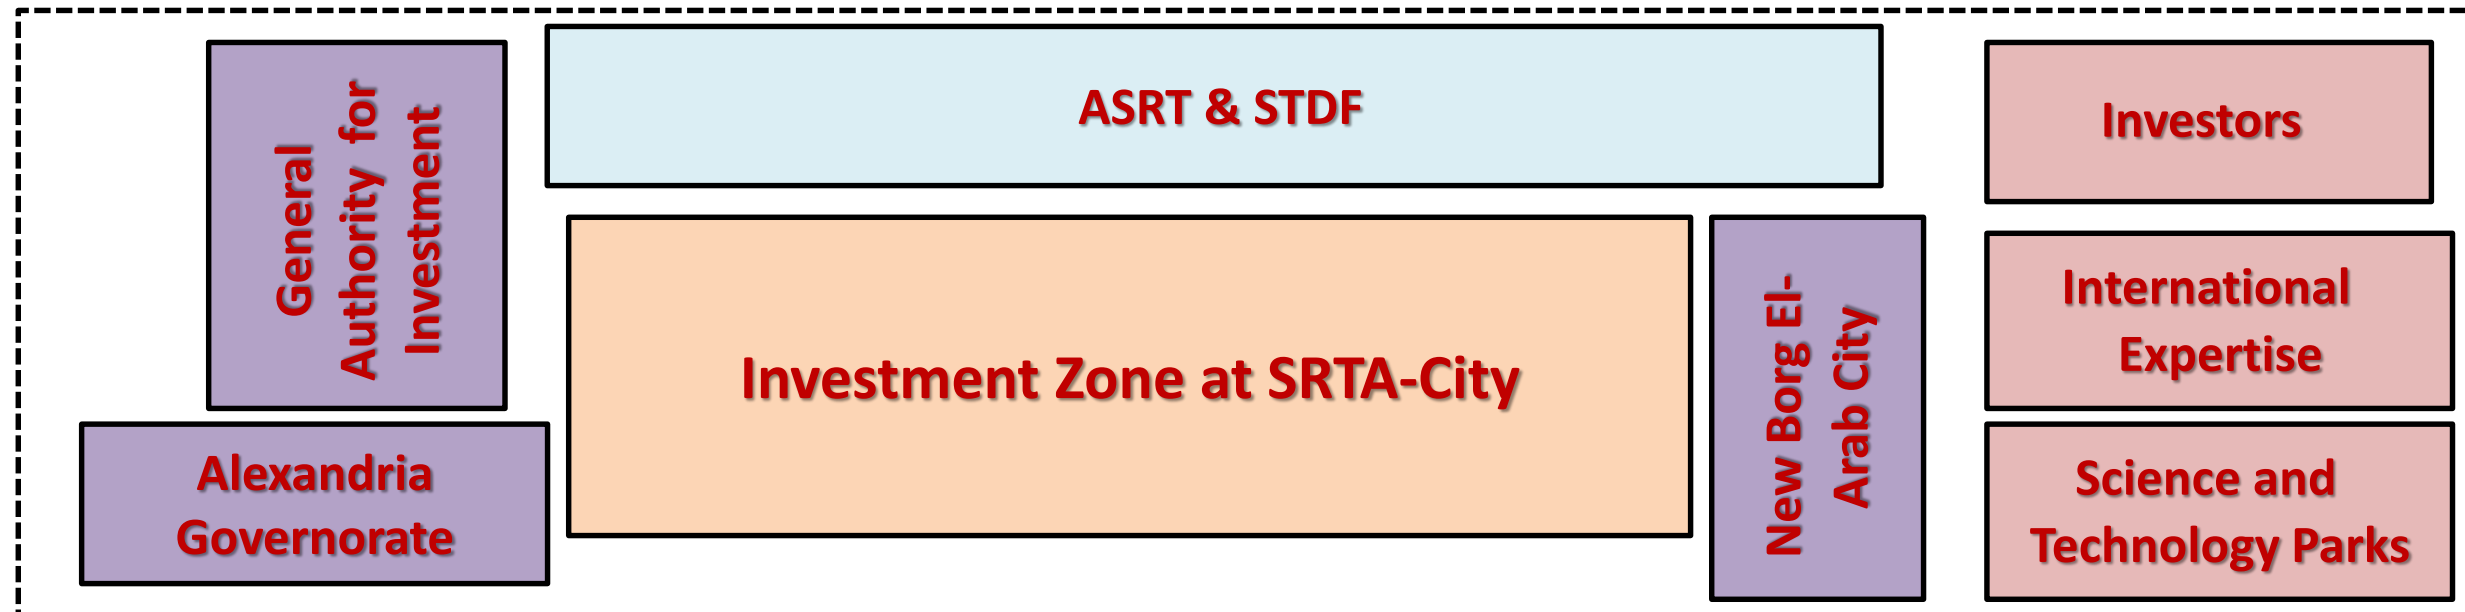 General
Authority for
Investment
ASRT & STDF
Investors
Investment Zone at SRTA-City
New Borg El-
Arab City
International
Expertise
Alexandria
Governorate
Science and
Technology Parks